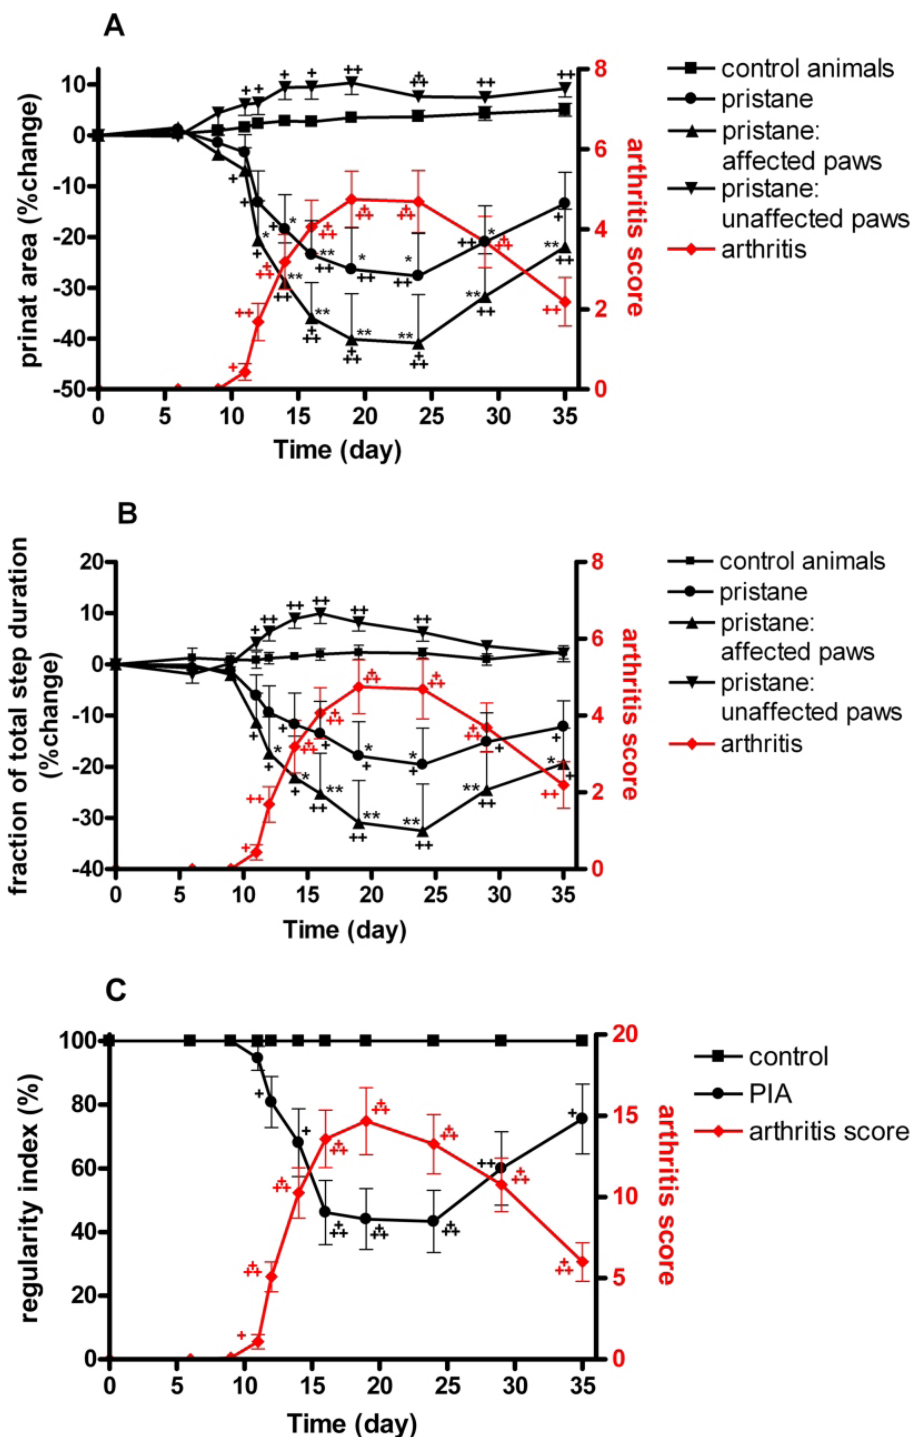 A
prinat area (%change)
10
0
-10
-20
-30
-40
-50
0 5 10 15 20 25 30 35
Time (day)
8
6
4
2
0
arthritis score
control animals
pristane
pristane:
affected paws
pristane:
unaffected paws
arthritis
B
fraction of total step duration
(%change)
20
10
0
-10
-20
-30
-40
0 5 10 15 20 25 30 35
Time (day)
8
6
4
2
0
arthritis score
control animals
pristane
pristane:
affected paws
pristane:
unaffected paws
arthritis
C
regularity index (%)
100
80
60
40
20
0
0 5 10 15 20 25 30 35
Time (day)
20
15
10
5
0
arthritis score
control
PIA
arthritis score